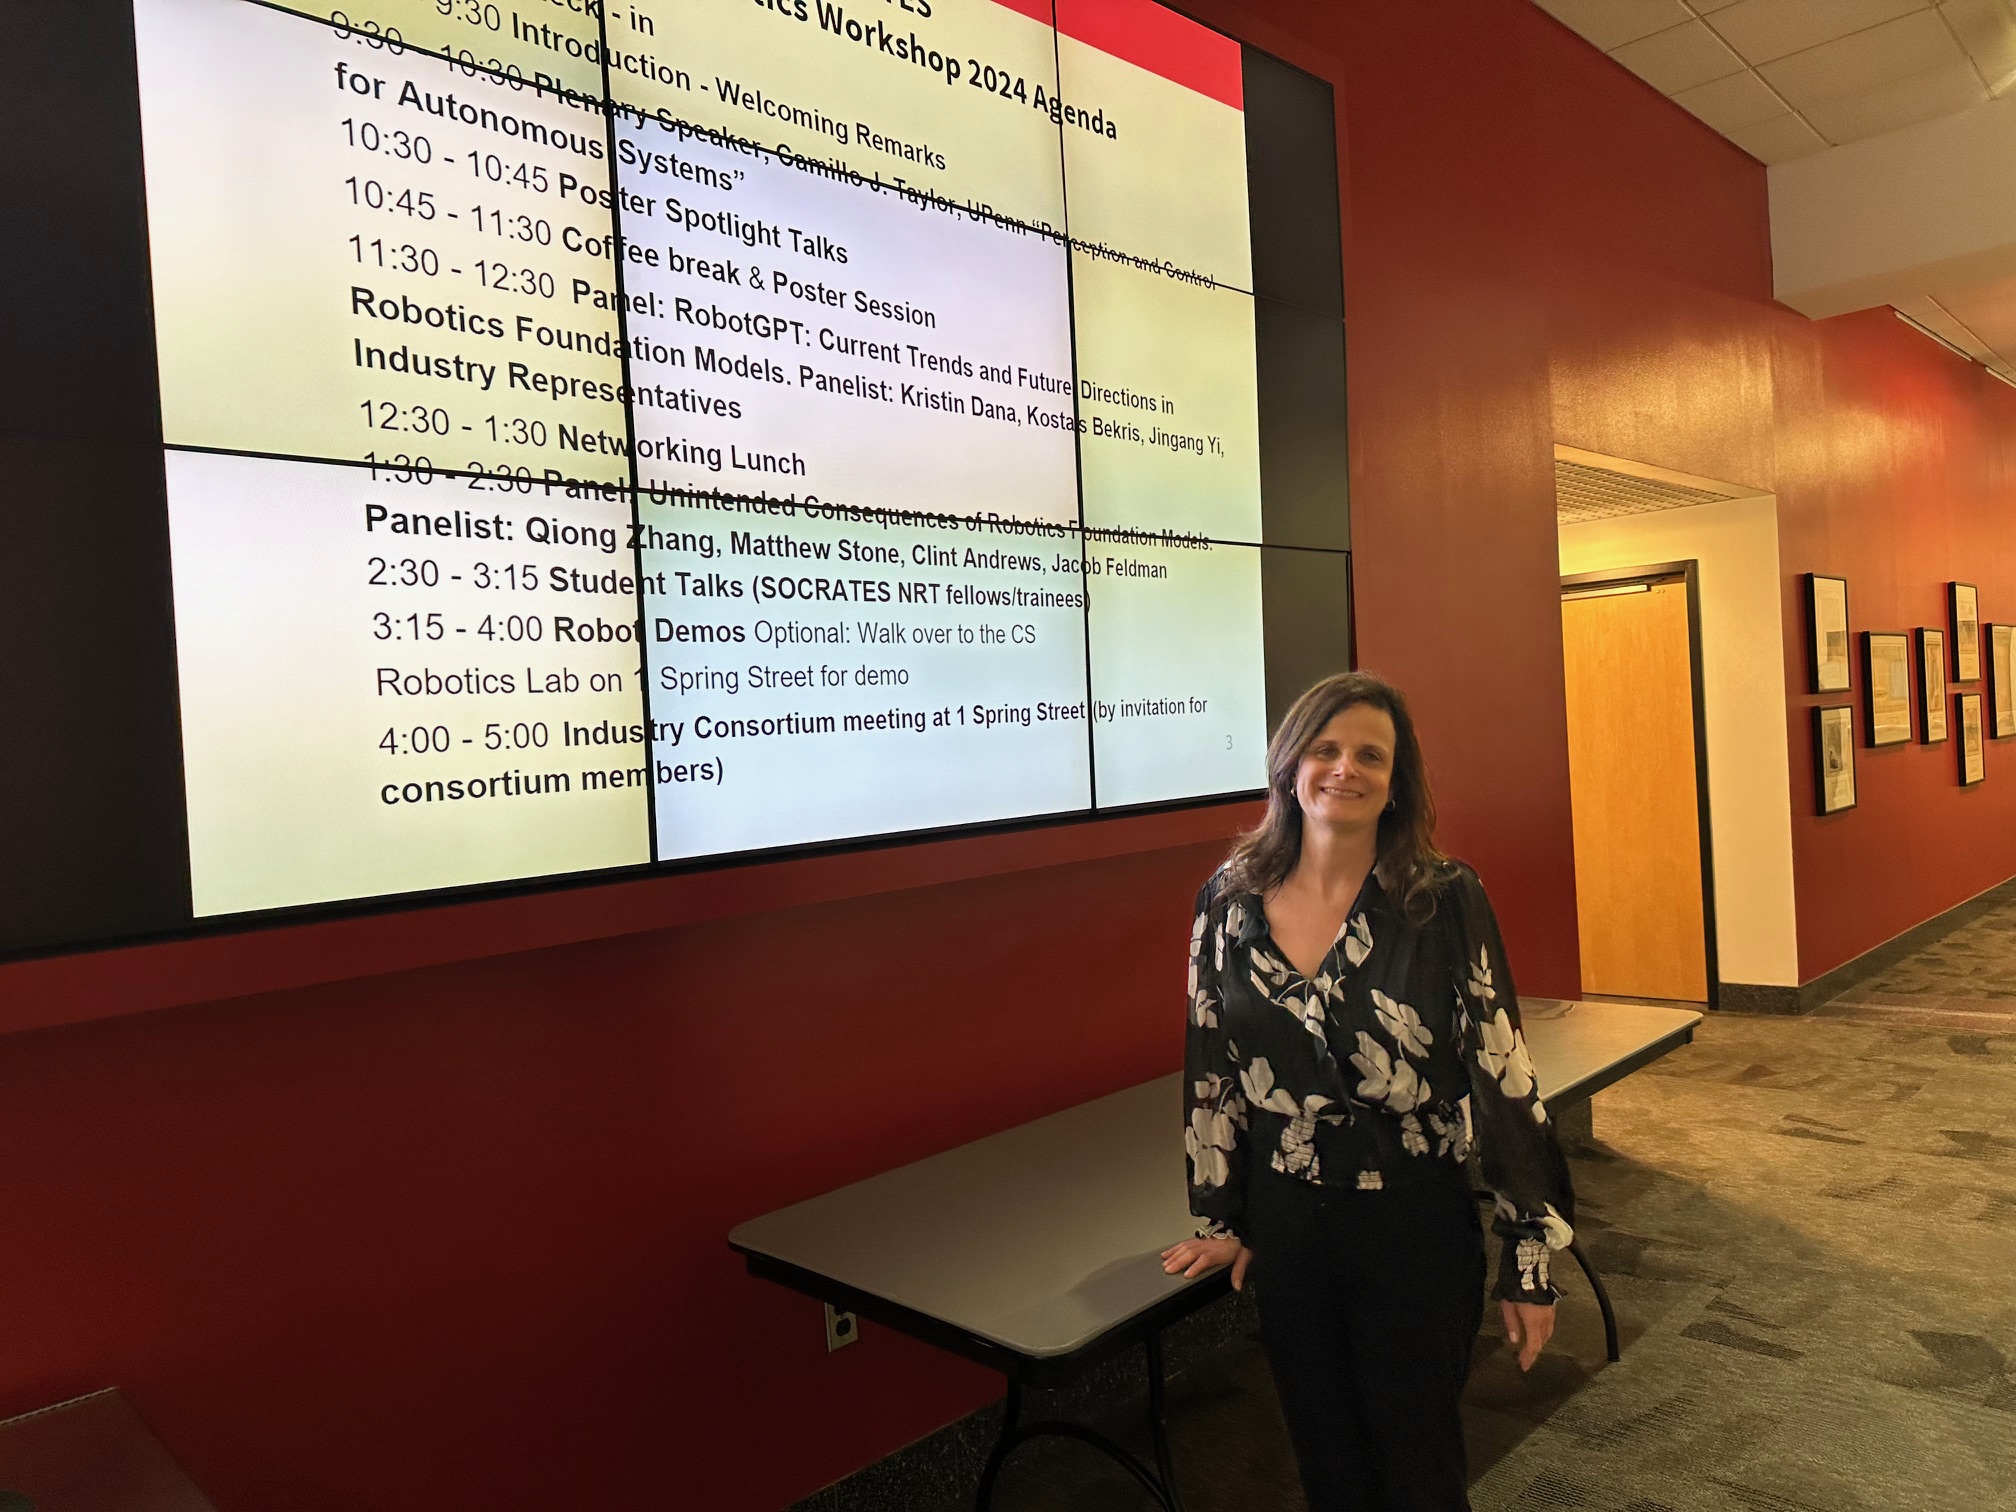 TES
tics Workshop 2024 Agenda
eck - in
9:30 Introduction - Welcoming Remarks
9:30 - 10:30 Plenary Speaker, Camillo J. Taylor, UPenn “Perception and Control
for Autonomous Systems”
10:30 - 10:45 Poster Spotlight Talks
10:45 - 11:30 Coffee break & Poster Session
11:30 - 12:30 Panel: RobotGPT: Current Trends and Future Directions in
Robotics Foundation Models. Panelist: Kristin Dana, Kostas Bekris, Jingang Yi,
Industry Representatives
12:30 - 1:30 Networking Lunch
1:30 - 2:30 Panel: Unintended Consequences of Robotics Foundation Models.
Panelist: Qiong Zhang, Matthew Stone, Clint Andrews, Jacob Feldman
2:30 - 3:15 Student Talks (SOCRATES NRT fellows/trainees)
3:15 - 4:00 Robot Demos Optional: Walk over to the CS
Robotics Lab on 1 Spring Street for demo
4:00 - 5:00 Industry Consortium meeting at 1 Spring Street (by invitation for
consortium members)
3